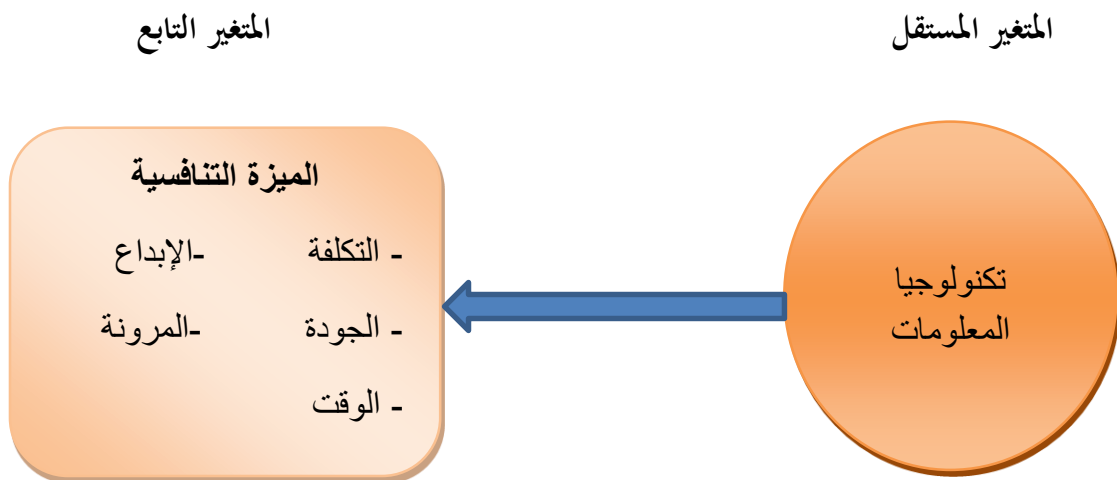 المتغير المستقل
المتغير التابع
تكنولوجيا
المعلومات
الميزة التنافسية
- التكلفة -الإبداع
- الجودة -المرونة
- الوقت